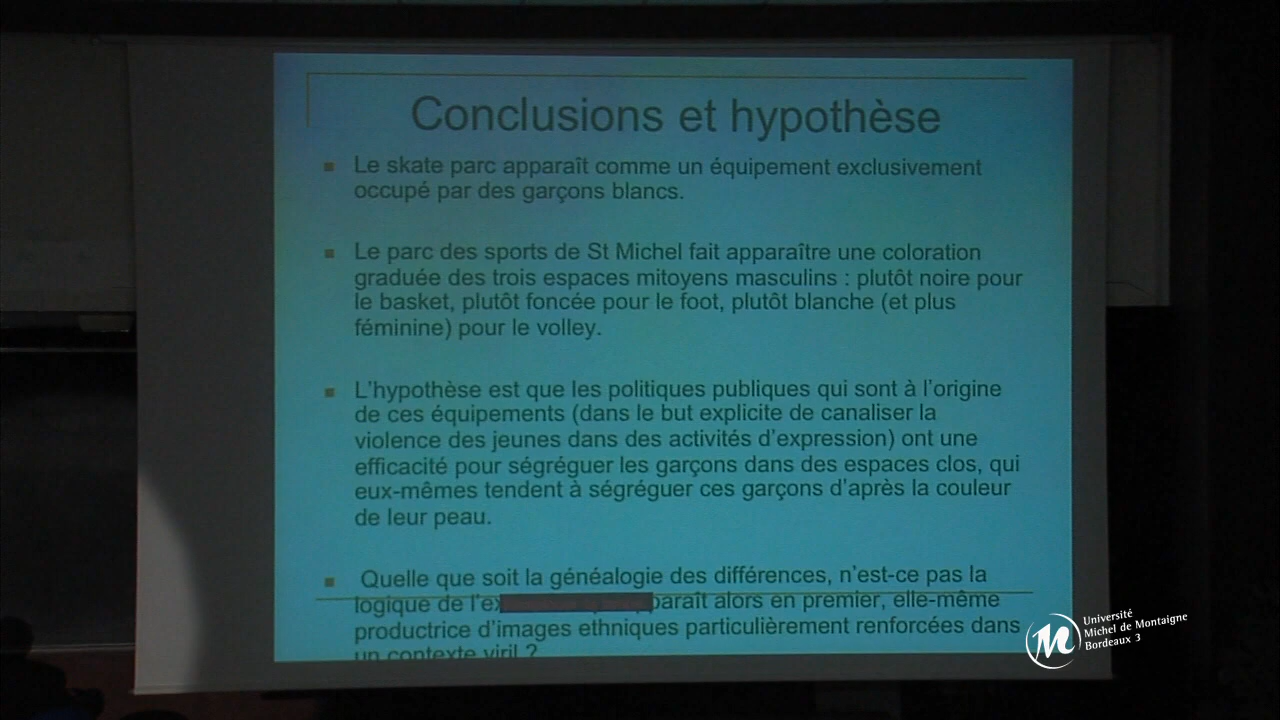 Conclusions et hypothèse
Le skate parc apparaît comme un équipement exclusivement
occupé par des garçons blancs.
Le parc des sports de St Michel fait apparaître une coloration
graduée des trois espaces mitoyens masculins : plutôt noire pour
le basket, plutôt foncée pour le foot, plutôt blanche (et plus
féminine) pour le volley.
L'hypothèse est que les politiques publiques qui sont à l'origine
de ces équipements (dans le but explicite de canaliser la
violence des jeunes dans des activités d'expression) ont une
efficacité pour ségréguer les garçons dans des espaces clos, qui
eux-mêmes tendent à ségréguer ces garçons d'après la couleur
de leur peau.
Quelle que soit la généalogie des différences, n'est-ce pas la
logique de alors en premier, elle-même
productrice d'images ethniques particulièrement renforcées dans
un contexte viril ?
Université
Michel de Montaigne
Bordeaux 3